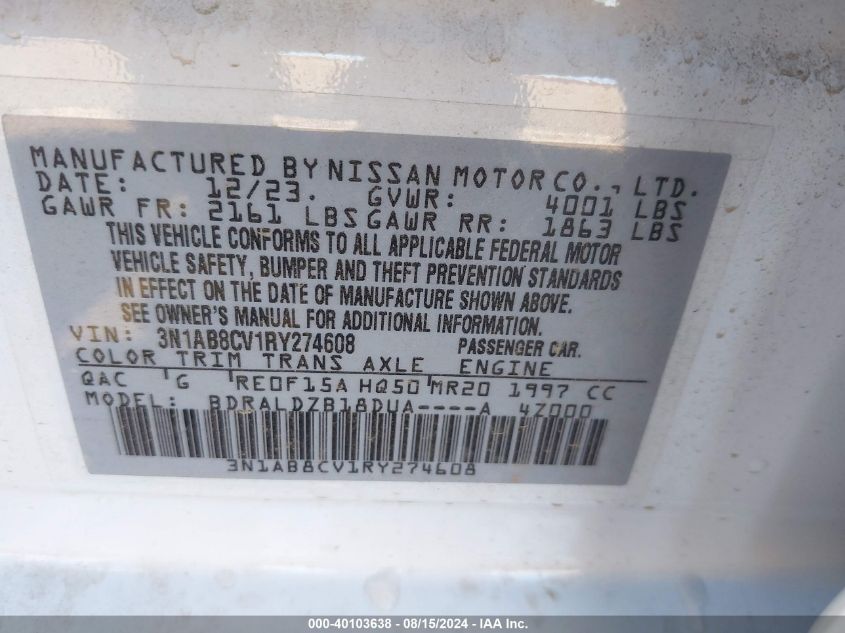 MANUFACTURED BY NISSAN MOTOR CO., LTD.
DATE: 12/23. GVWR: 4001 LBS
GAWR FR: 2161 LBS GAWR RR: 1863 LBS
THIS VEHICLE CONFORMS TO ALL APPLICABLE FEDERAL MOTOR
VEHICLE SAFETY, BUMPER AND THEFT PREVENTION STANDARDS
IN EFFECT ON THE DATE OF MANUFACTURE SHOWN ABOVE.
SEE OWNER'S MANUAL FOR ADDITIONAL INFORMATION.
VIN: 3N1AB8CV1RY274608 PASSENGER CAR.
COLOR TRIM TRANS AXLE ENGINE
QAC G RE0F15A HQ50 MR20 1997 CC
MODEL: BDRALDZB18DUA----A 4Z000
3N1AB8CV1RY274608
000-40103638 - 08/15/2024 - IAA Inc.